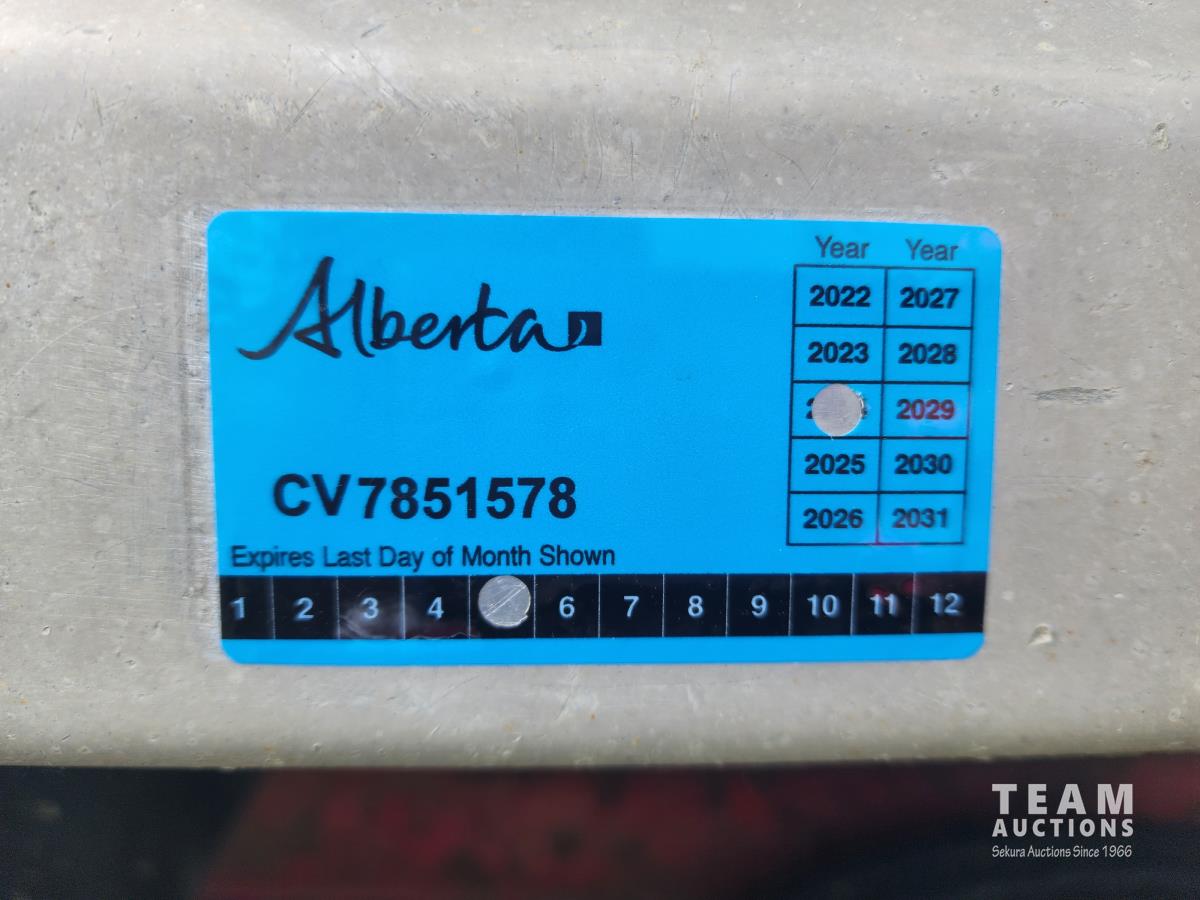 Alberta
Year Year
2022 2027
2023 2028
2029
2025 2030
2026 2031
CV7851578
Expires Last Day of Month Shown
1 2 3 4 6 7 8 9 10 11 12
TEAM
AUCTIONS
Sekura Auctions Since 1966